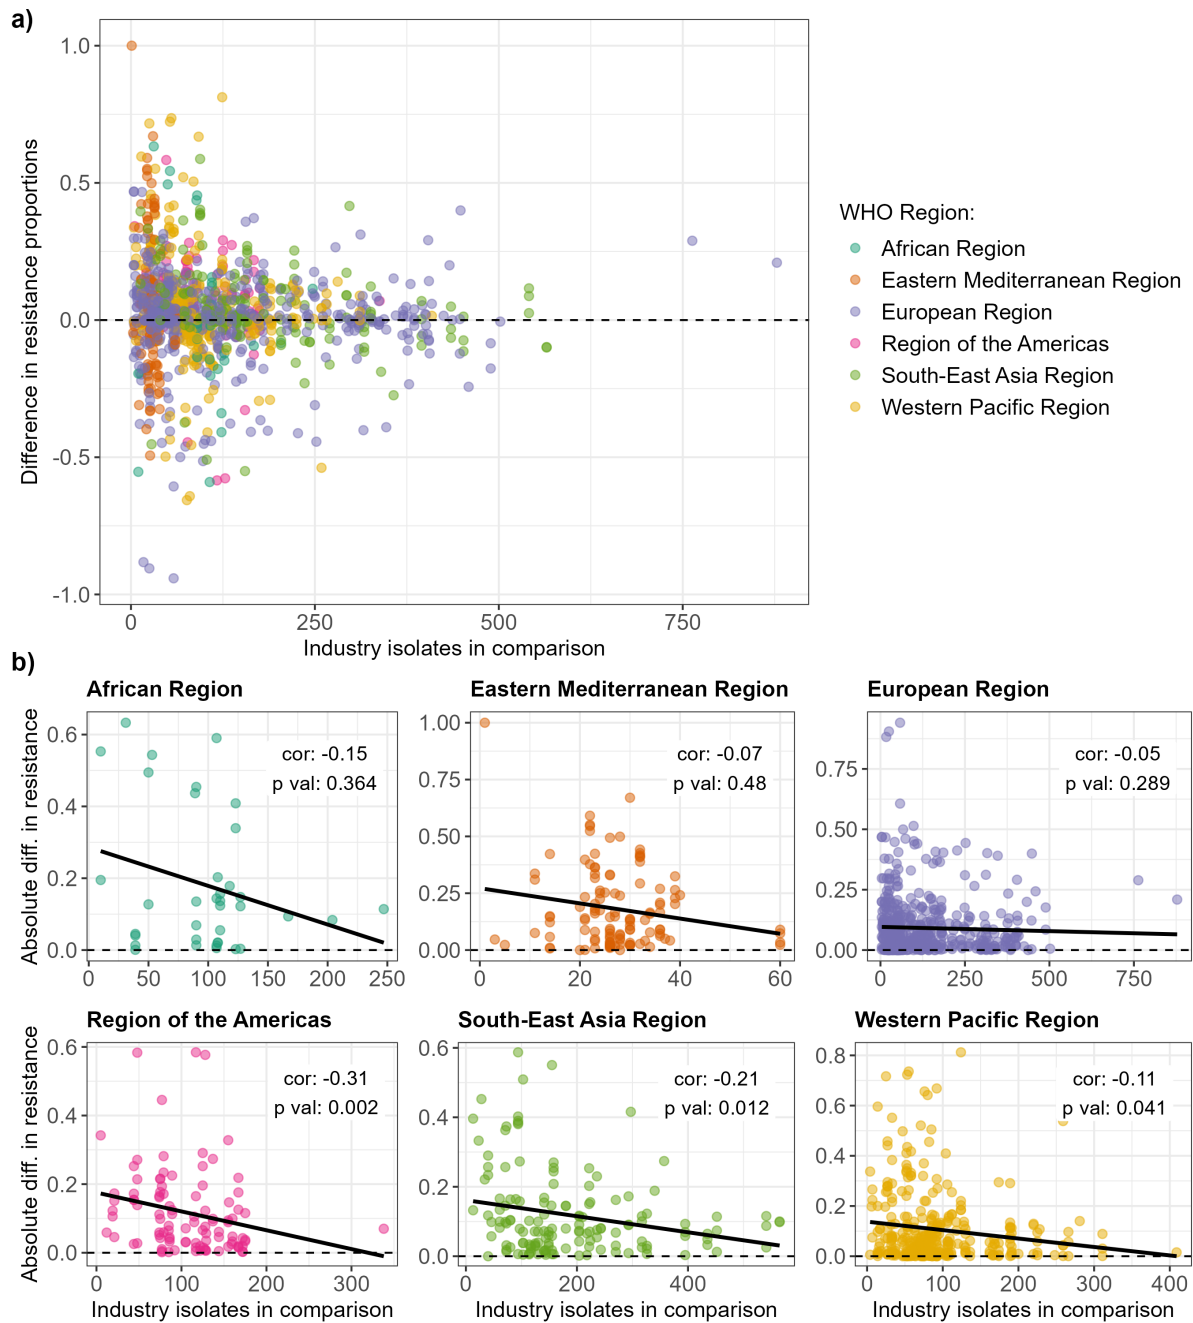 a)
Difference in resistance proportions
1.0
0.5
0.0
-0.5
-1.0
0 250 500 750
Industry isolates in comparison
WHO Region:
African Region
Eastern Mediterranean Region
European Region
Region of the Americas
South-East Asia Region
Western Pacific Region
b)
African Region
Absolute diff. in resistance
0.6
0.4
0.2
0.0
cor: -0.15
p val: 0.364
0 50 100 150 200 250
Eastern Mediterranean Region
1.00
0.75
0.50
0.25
0.00
cor: -0.07
p val: 0.48
0 20 40 60
European Region
0.75
0.50
0.25
0.00
cor: -0.05
p val: 0.289
0 250 500 750
Region of the Americas
Absolute diff. in resistance
0.6
0.4
0.2
0.0
cor: -0.31
p val: 0.002
0 100 200 300
Industry isolates in comparison
South-East Asia Region
0.6
0.4
0.2
0.0
cor: -0.21
p val: 0.012
0 200 400
Industry isolates in comparison
Western Pacific Region
0.8
0.6
0.4
0.2
0.0
cor: -0.11
p val: 0.041
0 100 200 300 400
Industry isolates in comparison